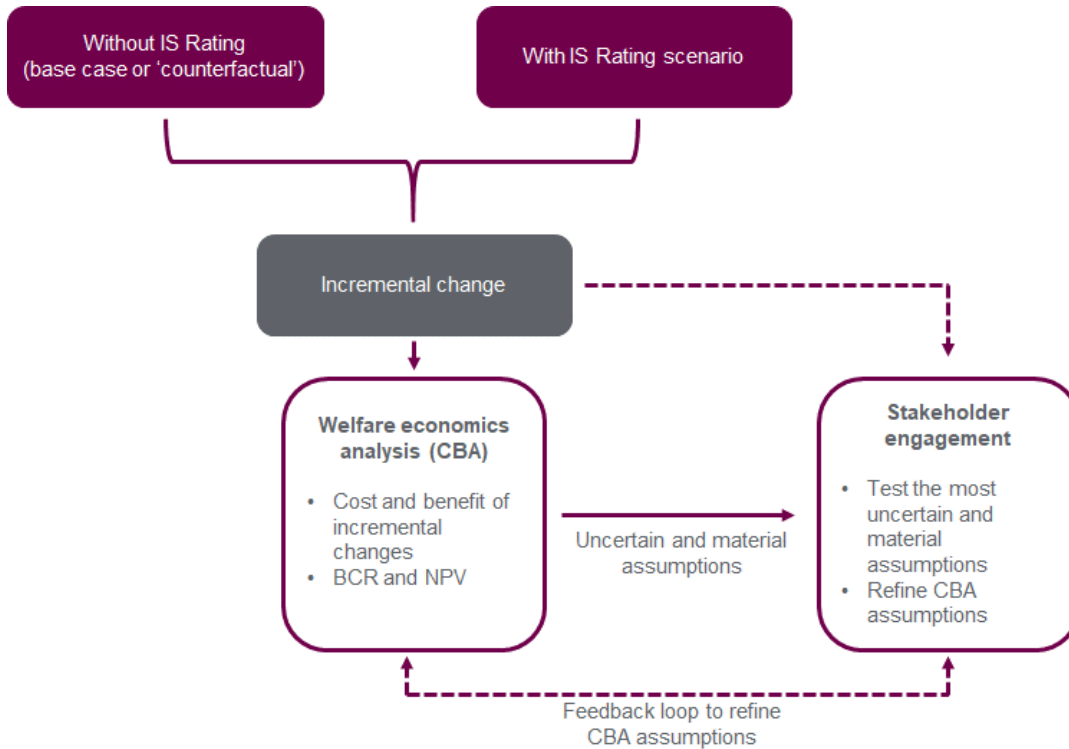 Without IS Rating
(base case or ‘counterfactual’)
With IS Rating scenario
Incremental change
Welfare economics
analysis (CBA)
• Cost and benefit of
incremental
changes
• BCR and NPV
Uncertain and material
assumptions
Stakeholder
engagement
• Test the most
uncertain and
material
assumptions
• Refine CBA
assumptions
Feedback loop to refine
CBA assumptions